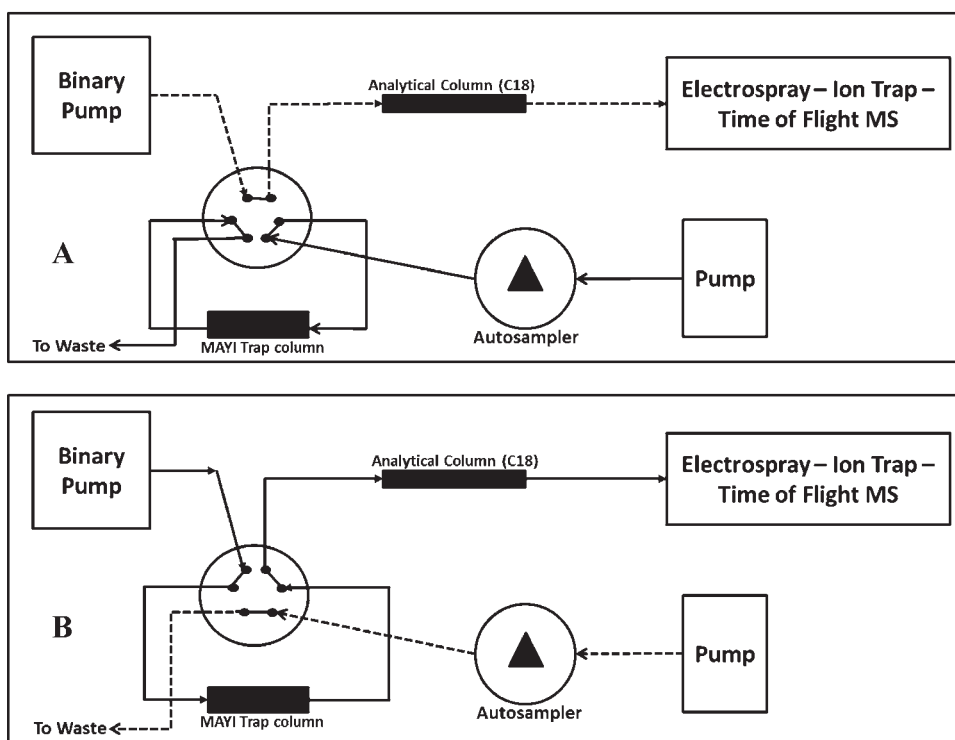 Binary
Pump
Analytical Column (C18)
Electrospray – Ion Trap –
Time of Flight MS
A
Pump
Autosampler
MAYI Trap column
To Waste
Binary
Pump
Analytical Column (C18)
Electrospray – Ion Trap –
Time of Flight MS
B
Pump
Autosampler
MAYI Trap column
To Waste